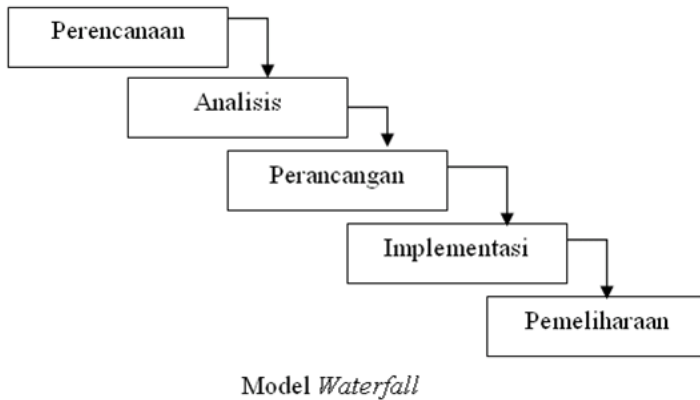 Perencanaan
Analisis
Perancangan
Implementasi
Pemeliharaan
Model Waterfall